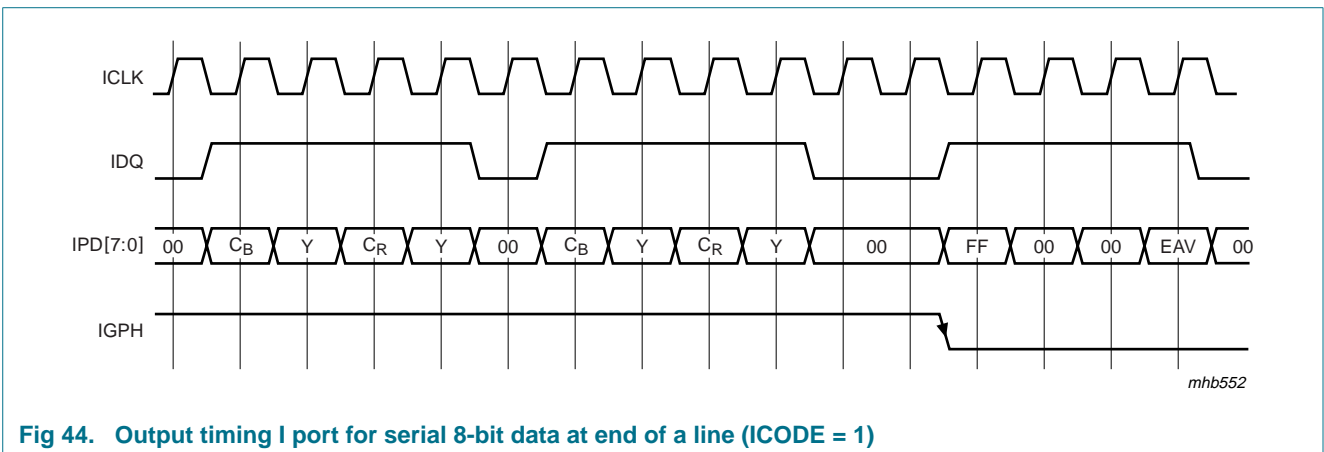 ICLK
IDQ
IPD[7:0] 00 CB Y CR Y 00 CB Y CR Y 00 FF 00 00 EAV 00
IGPH
mhb552
Fig 44. Output timing I port for serial 8-bit data at end of a line (ICODE = 1)